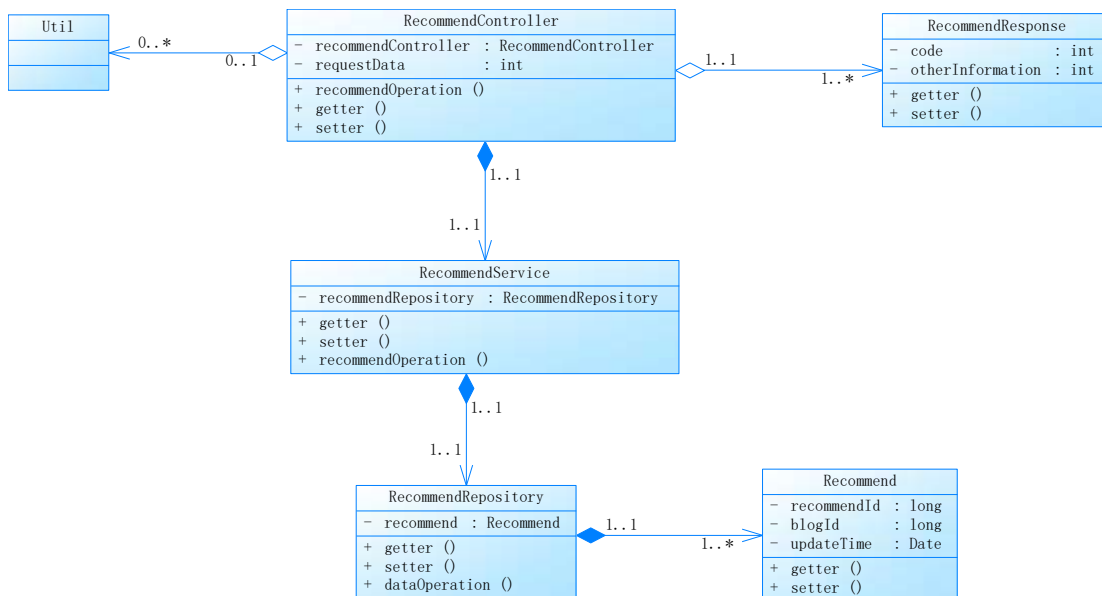 Util
0..*
0..1
RecommendController
- recommendController : RecommendController
- requestData : int
+ recommendOperation ()
+ getter ()
+ setter ()
1..1
1..*
RecommendResponse
- code : int
- otherInformation : int
+ getter ()
+ setter ()
1..1
1..1
RecommendService
- recommendRepository : RecommendRepository
+ getter ()
+ setter ()
+ recommendOperation ()
1..1
1..1
RecommendRepository
- recommend : Recommend
+ getter ()
+ setter ()
+ dataOperation ()
1..1
1..*
Recommend
- recommendId : long
- blogId : long
- updateTime : Date
+ getter ()
+ setter ()